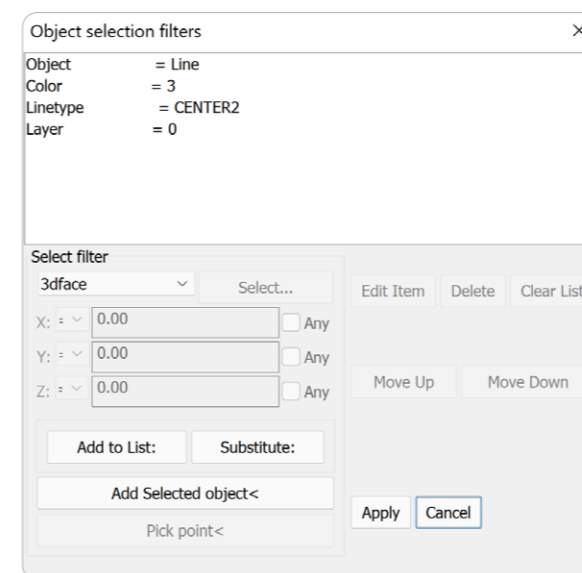 Object selection filters
Object = Line
Color = 3
Linetype = CENTER2
Layer = 0
Select filter
3dface Select... Edit Item Delete Clear List
X: = 0.00 Any
Y: = 0.00 Any
Z: = 0.00 Any
Move Up Move Down
Add to List: Substitute:
Add Selected object<
Apply Cancel
Pick point<